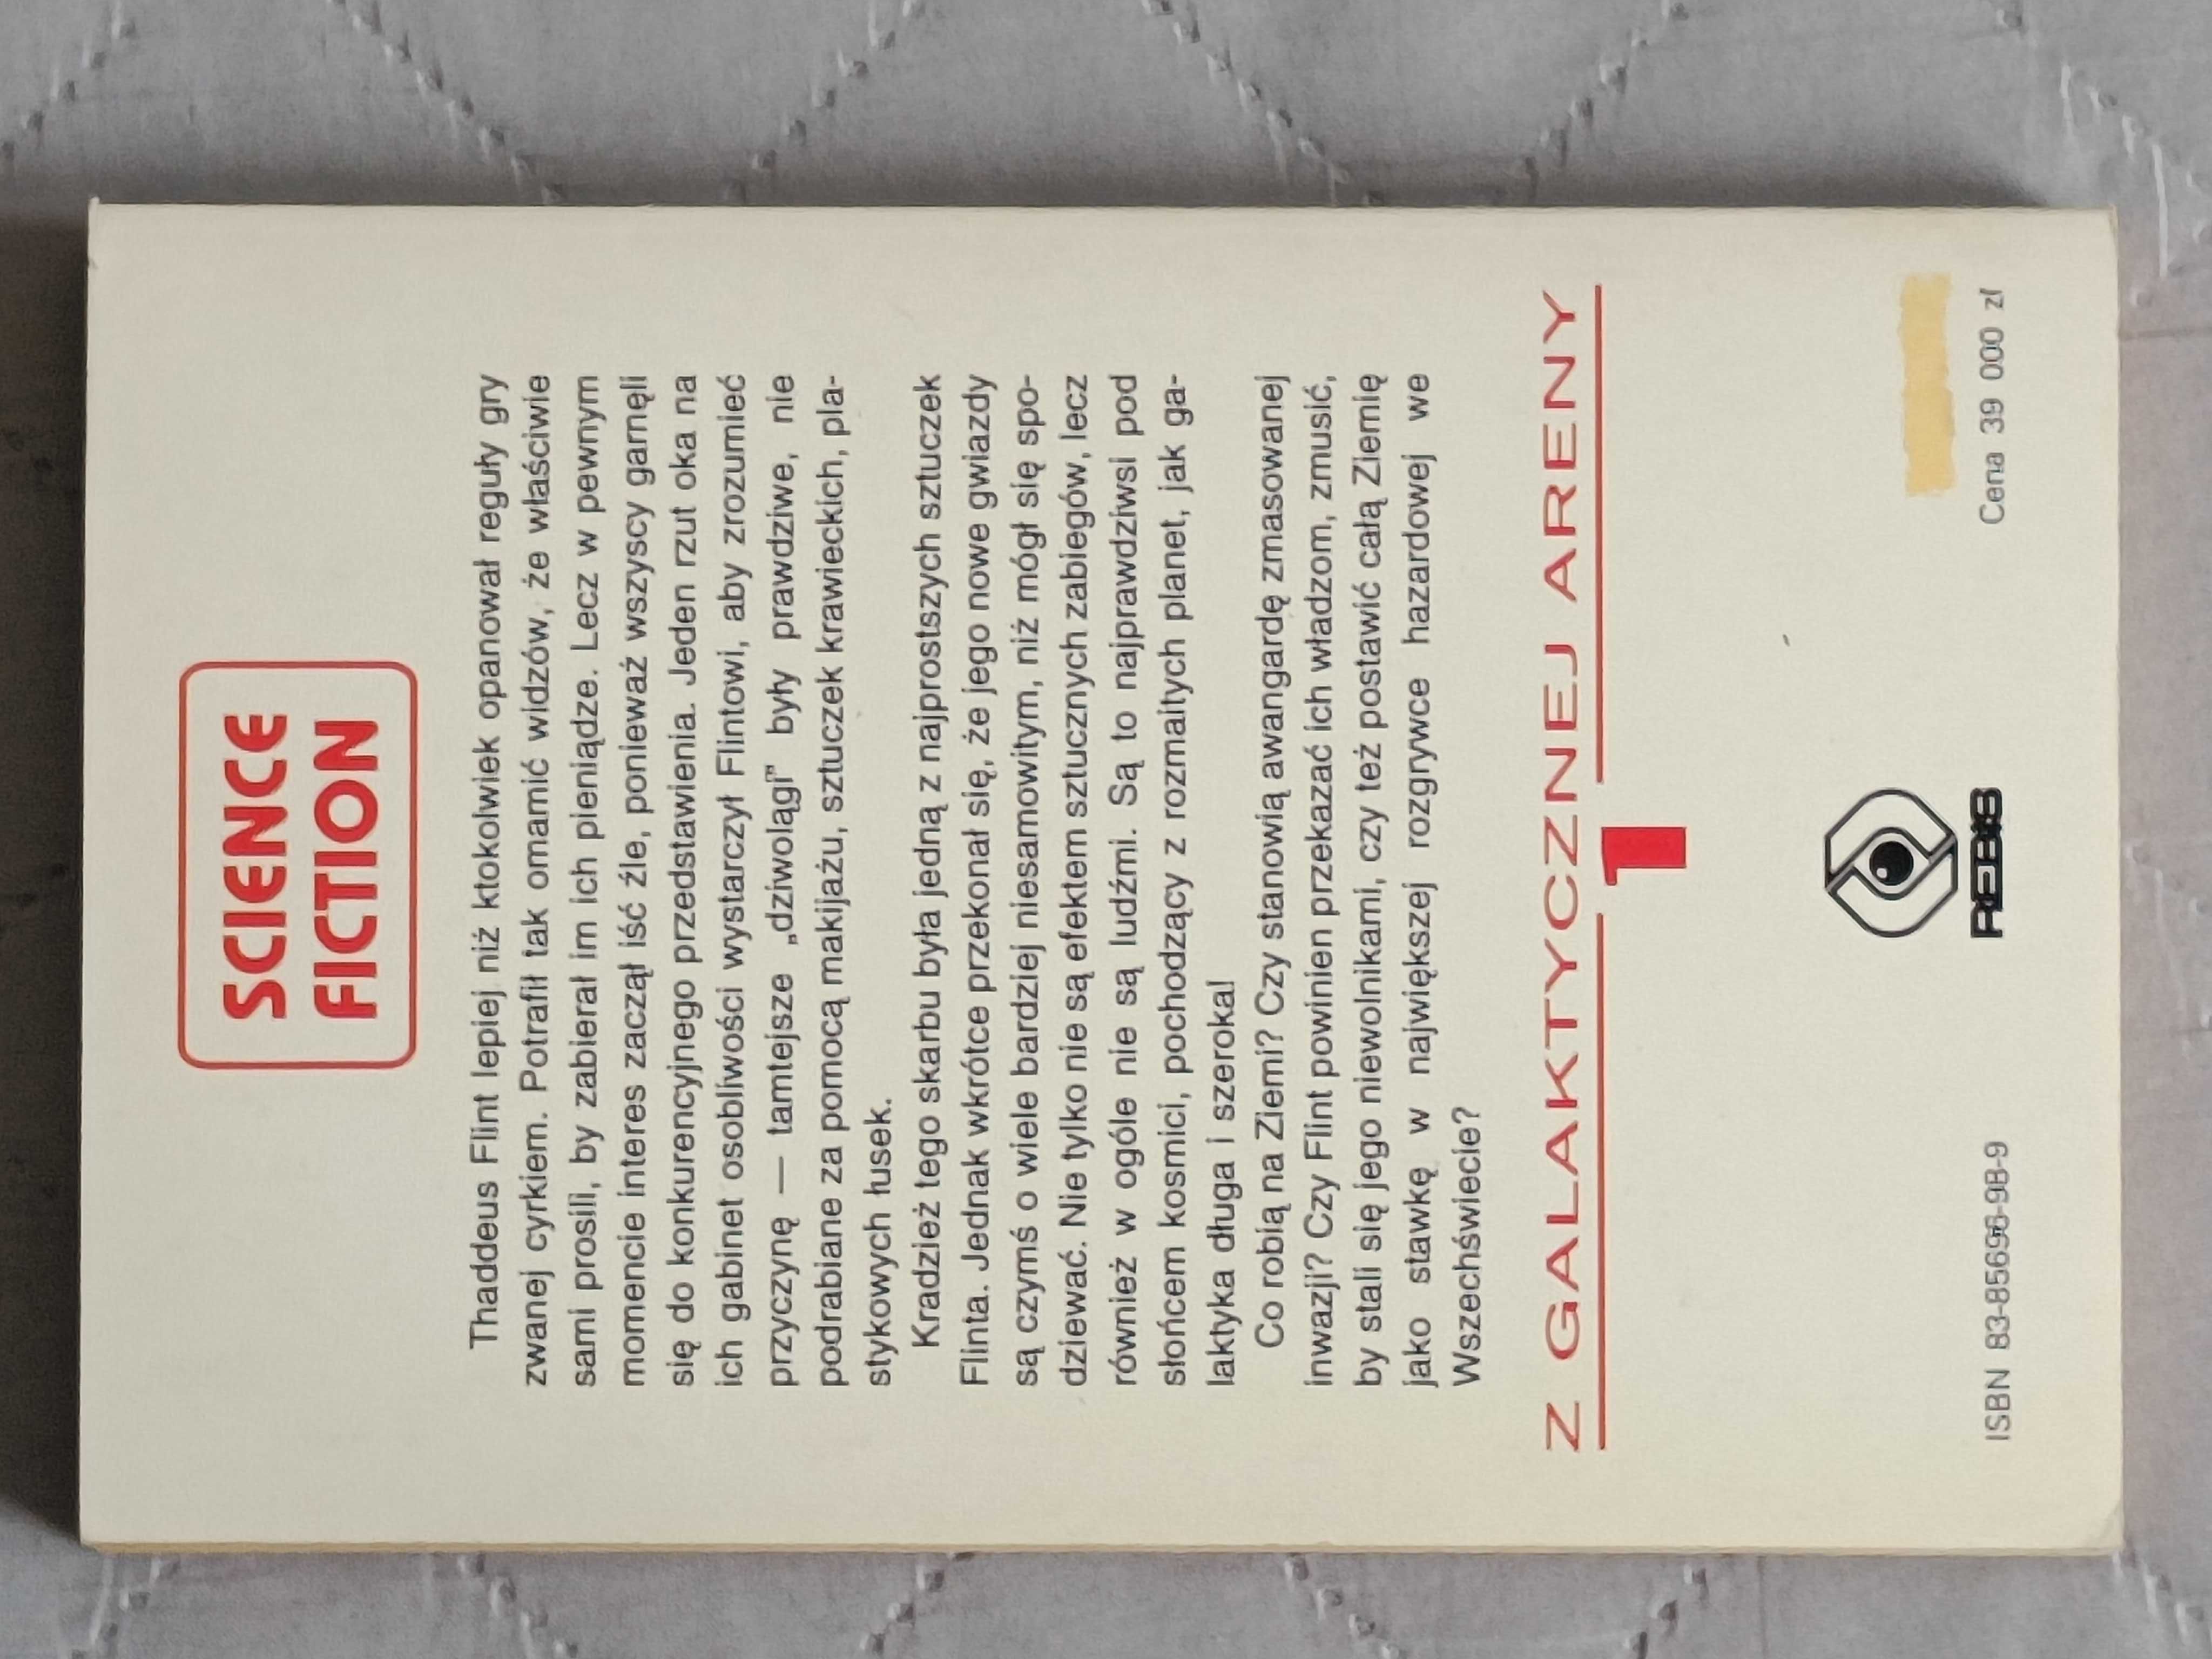 SCIENCE
FICTION
Thaddeus Flint lepiej niż ktokolwiek opanował reguły gry
zwanej cyrkiem. Potrafił tak omamić widzów, że właściwie
sami prosili, by zabierał im ich pieniądze. Lecz w pewnym
momencie interes zaczął iść źle, ponieważ wszyscy garnęli
się do konkurencyjnego przedstawienia. Jeden rzut oka na
ich gabinet osobliwości wystarczył Flintowi, aby zrozumieć
przyczynę — tamtejsze „dziwolągi” były prawdziwe, nie
podrabiane za pomocą makijażu, sztuczek krawieckich, pla-
stykowych łusek.
Kradzież tego skarbu była jedną z najprostszych sztuczek
Flinta. Jednak wkrótce przekonał się, że jego nowe gwiazdy
są czymś o wiele bardziej niesamowitym, niż mógł się spo-
dziewać. Nie tylko nie są efektem sztucznych zabiegów, lecz
również w ogóle nie są ludźmi. Są to najprawdziwsi pod
słońcem kosmici, pochodzący z rozmaitych planet, jak ga-
laktyka długa i szeroka!
Co robią na Ziemi? Czy stanowią awangardę zmasowanej
inwazji? Czy Flint powinien przekazać ich władzom, zmusić,
by stali się jego niewolnikami, czy też postawić całą Ziemię
jako stawkę w największej rozgrywce hazardowej we
Wszechświecie?
Z GALAKTYCZNEJ ARENY
1
REBIS
ISBN 83-85696-98-9
Cena 39 000 zł